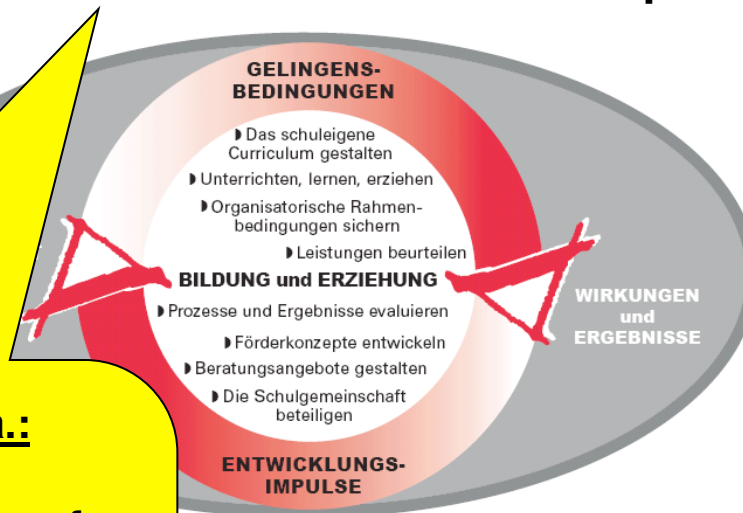 GELINGENS-
BEDINGUNGEN
Das schuleigene
Curriculum gestalten
Unterrichten, lernen, erziehen
Organisatorische Rahmen-
bedingungen sichern
Leistungen beurteilen
BILDUNG und ERZIEHUNG
Prozesse und Ergebnisse evaluieren
Förderkonzepte entwickeln
Beratungsangebote gestalten
Die Schulgemeinschaft
beteiligen
WIRKUNGEN
und
ERGEBNISSE
ENTWICKLUNGS-
IMPULSE